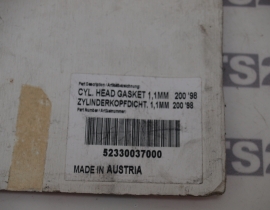 Part Description / Artikelbezeichnung:
CYL. HEAD GASKET 1,1MM 200 '98
ZYLINDERKOPFDICHT. 1,1MM 200 '98
Part Number / Artikelnummer:
52330037000
MADE IN AUSTRIA